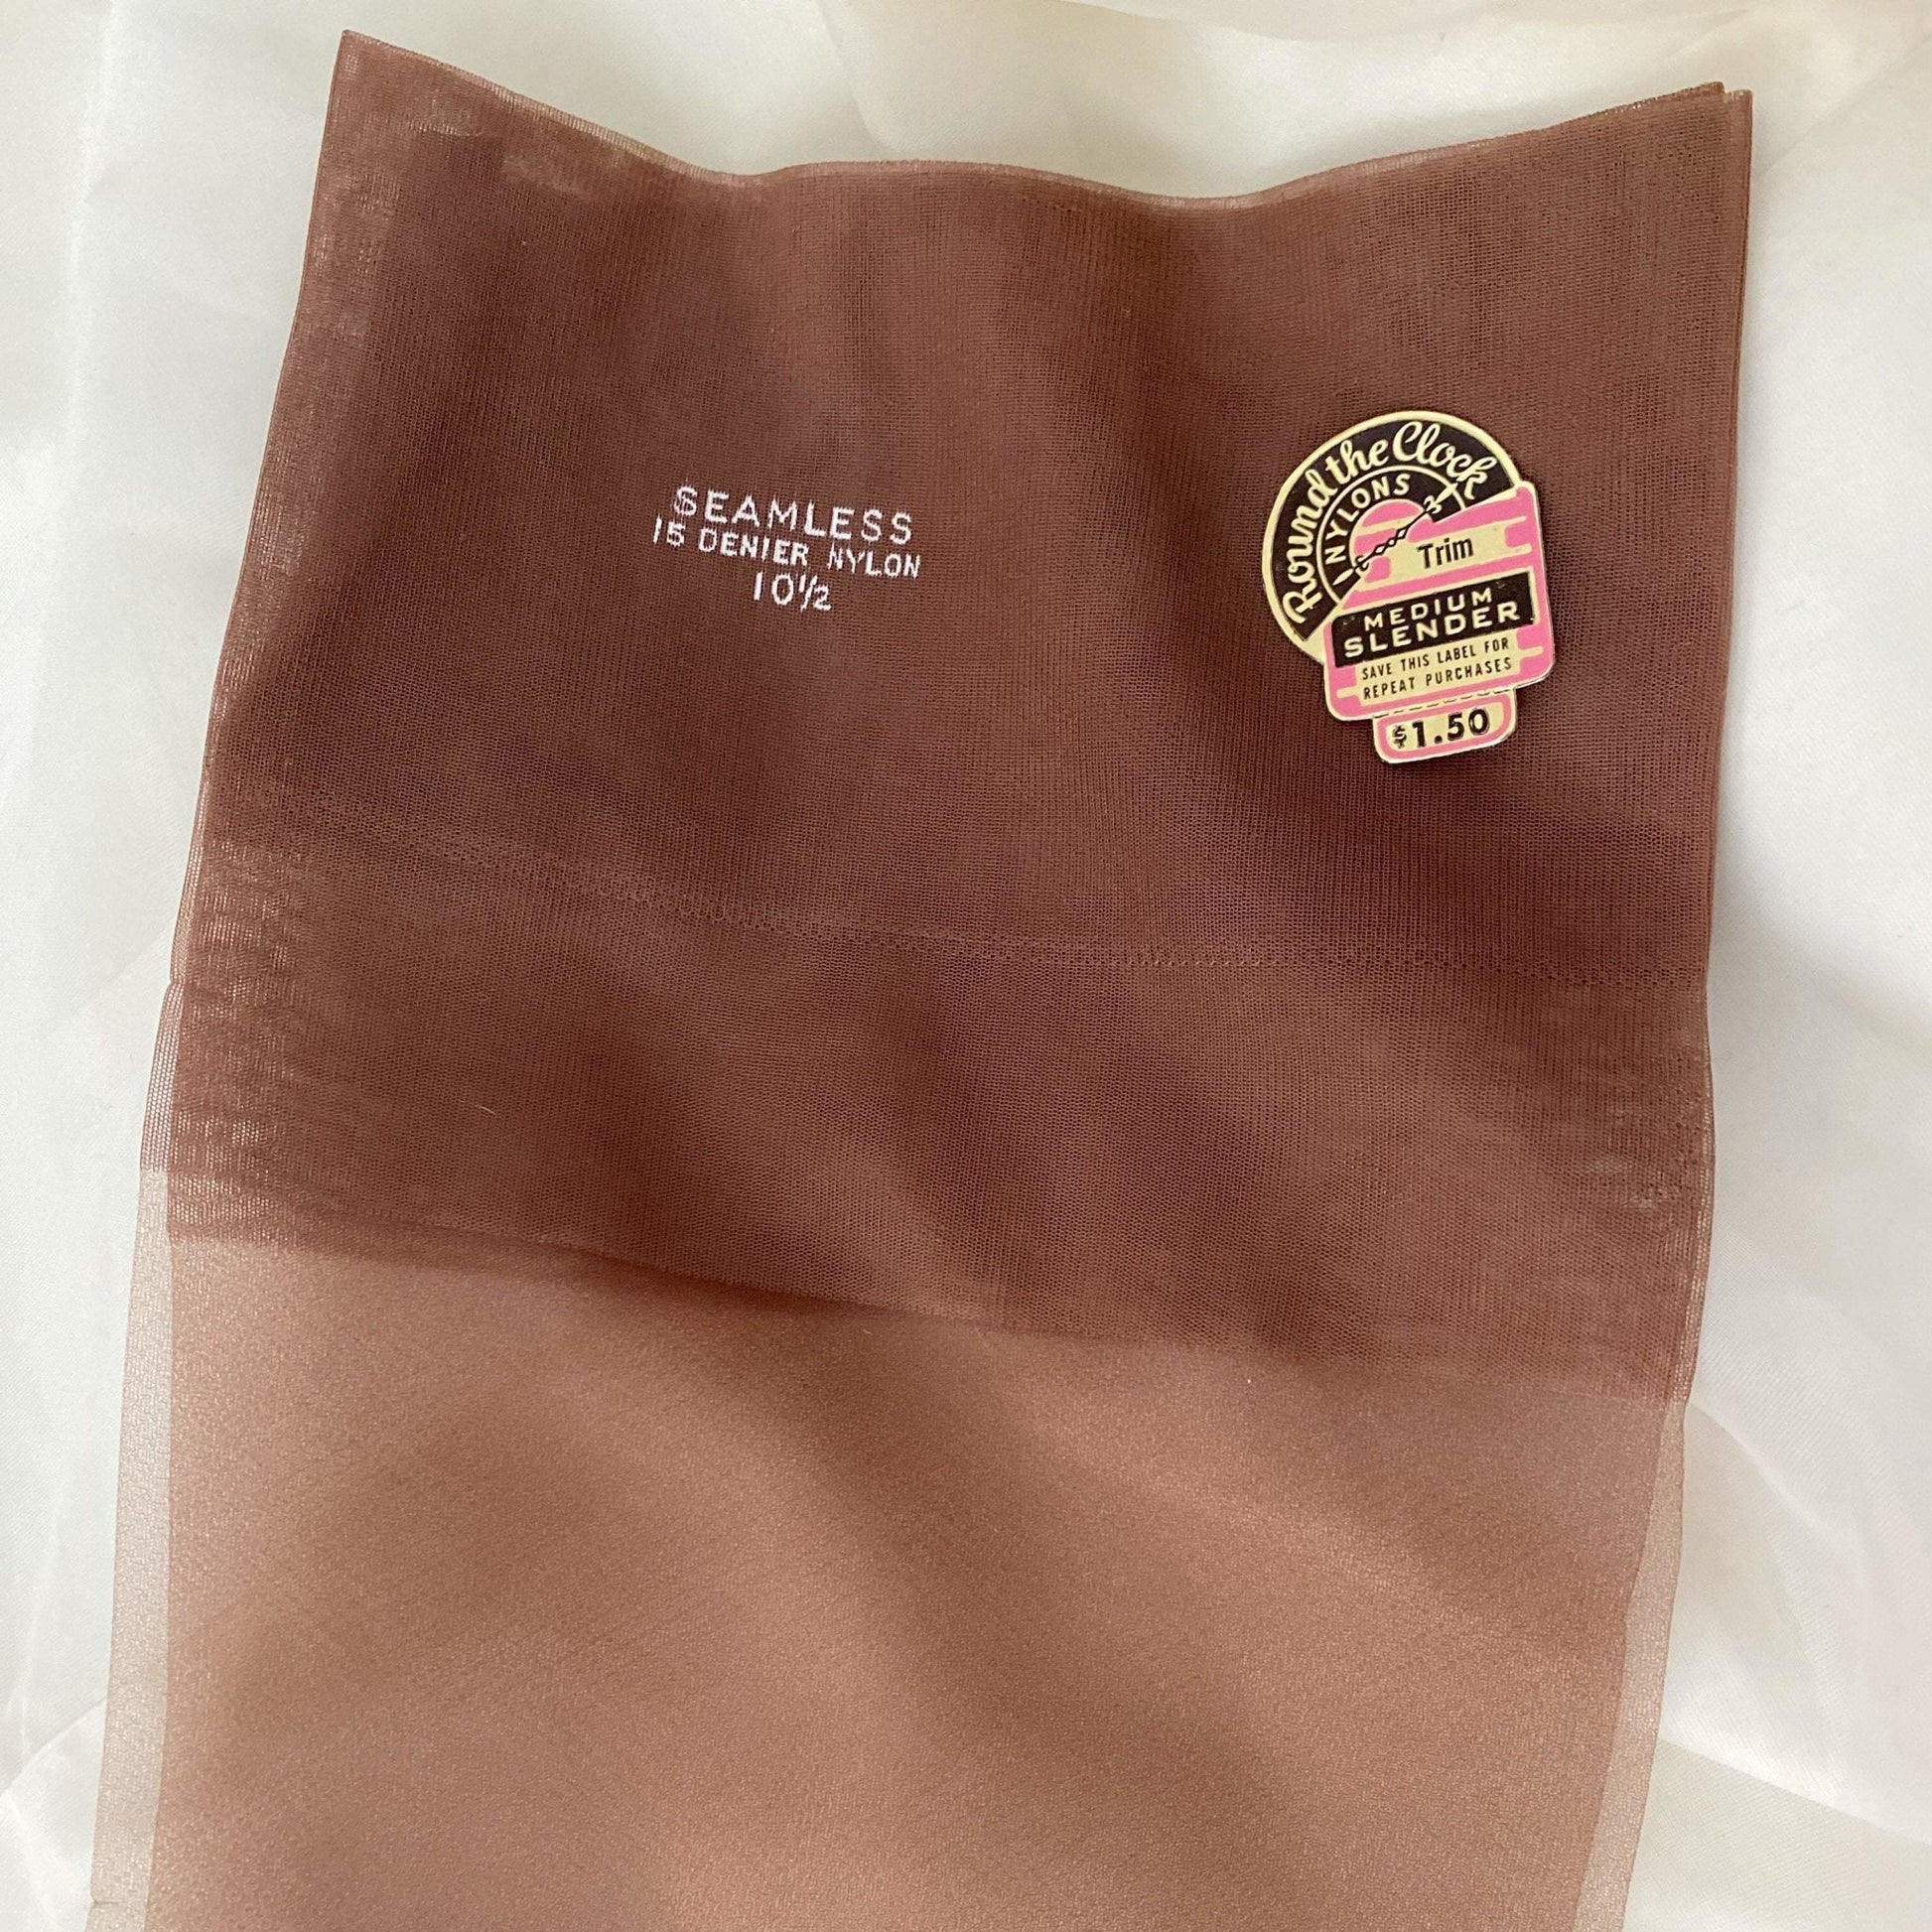 SEAMLESS
15 DENIER NYLON
10½
Round the Clock
NYLONS
Trim
MEDIUM
SLENDER
SAVE THIS LABEL FOR
REPEAT PURCHASES
$1.50